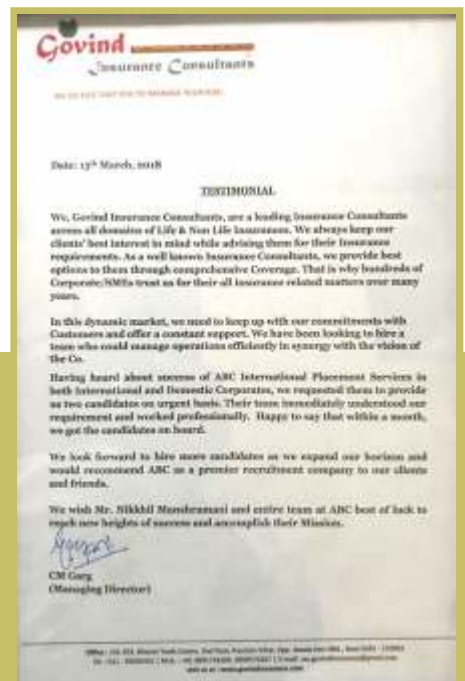 Govind
Insurance Consultants
Date: 13th March, 2018
TESTIMONIAL
We, Govind Insurance Consultants, are a leading Insurance Consultants
across all domains of Life & Non Life Insurances. We always keep our
clients' best interest in mind while advising them for their Insurance
requirements. As a well known Insurance Consultants, we provide best
options to them through comprehensive Coverage. That is why hundreds of
Corporate/SMEs trust us for their all insurance related matters over many
years.
In this dynamic market, we need to keep up with our commitments with
Customers and offer a constant support. We have been looking to hire a
team who could manage operations efficiently in synergy with the vision of
the Co.
Having heard about success of ABC International Placement Services in
both International and Domestic Corporates, we requested them to provide
us two candidates on urgent basis. Their team immediately understood our
requirement and worked professionally. Happy to say that within a month,
we got the candidates on board.
We look forward to hire more candidates as we expand our horizon and
would recommend ABC as a premier recruitment company to our clients
and friends.
We wish Mr. Nikkhil Mundhramani and entire team at ABC best of luck to
reach new heights of success and accomplish their Mission.
CM Garg
(Managing Director)